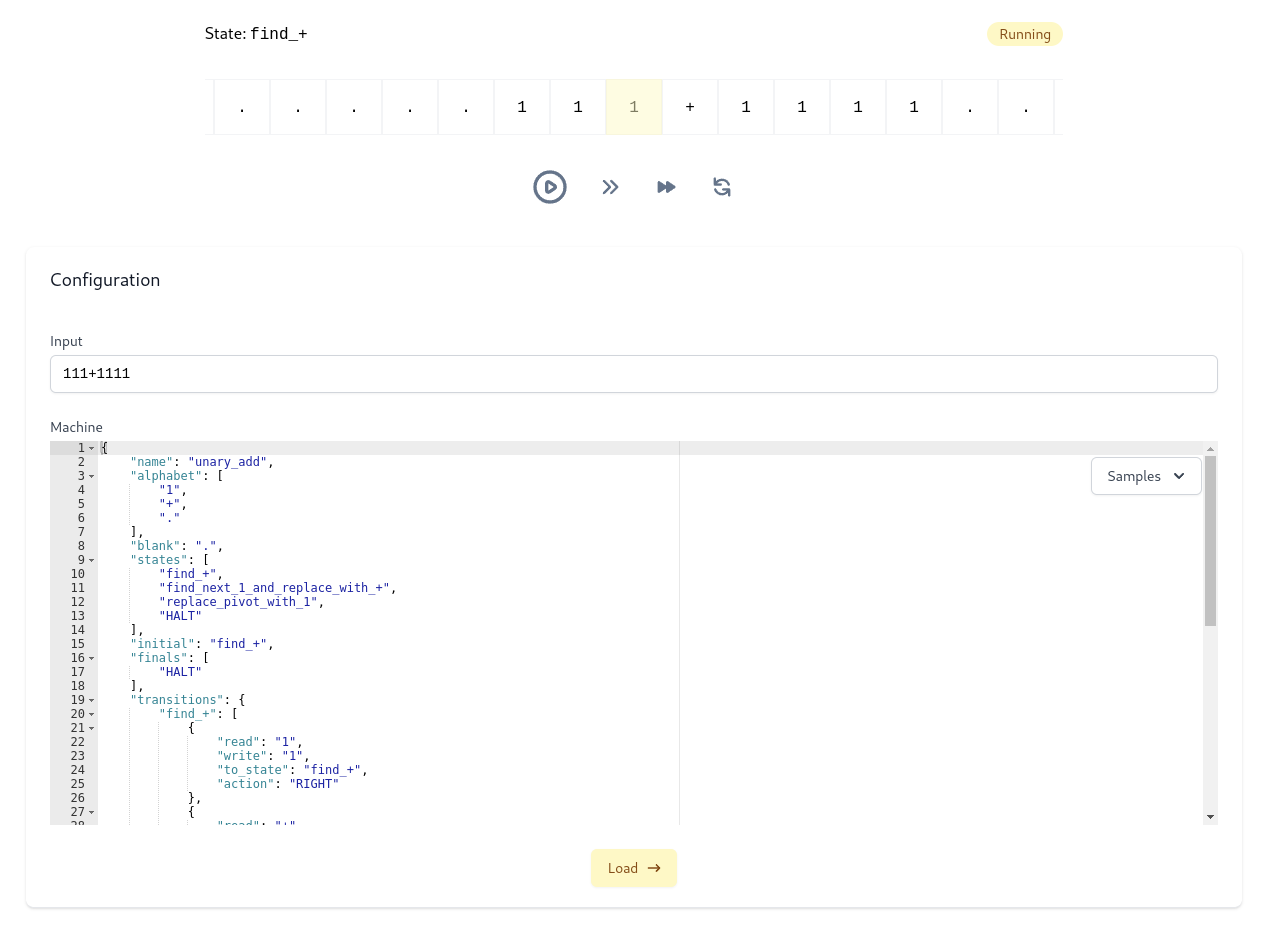 State: find_+
Running
. . . . . 1 1 1 + 1 1 1 1 . .
Configuration
Input
111+1111
Machine
1 {
2     "name": "unary_add",
3     "alphabet": [
4         "1",
5         "+",
6         "."
7     ],
8     "blank": ".",
9     "states": [
10         "find_+",
11         "find_next_1_and_replace_with_+",
12         "replace_pivot_with_1",
13         "HALT"
14     ],
15     "initial": "find_+",
16     "finals": [
17         "HALT"
18     ],
19     "transitions": {
20         "find_+": [
21             {
22                 "read": "1",
23                 "write": "1",
24                 "to_state": "find_+",
25                 "action": "RIGHT"
26             },
27             {
28                 "read": "+"
Samples
Load